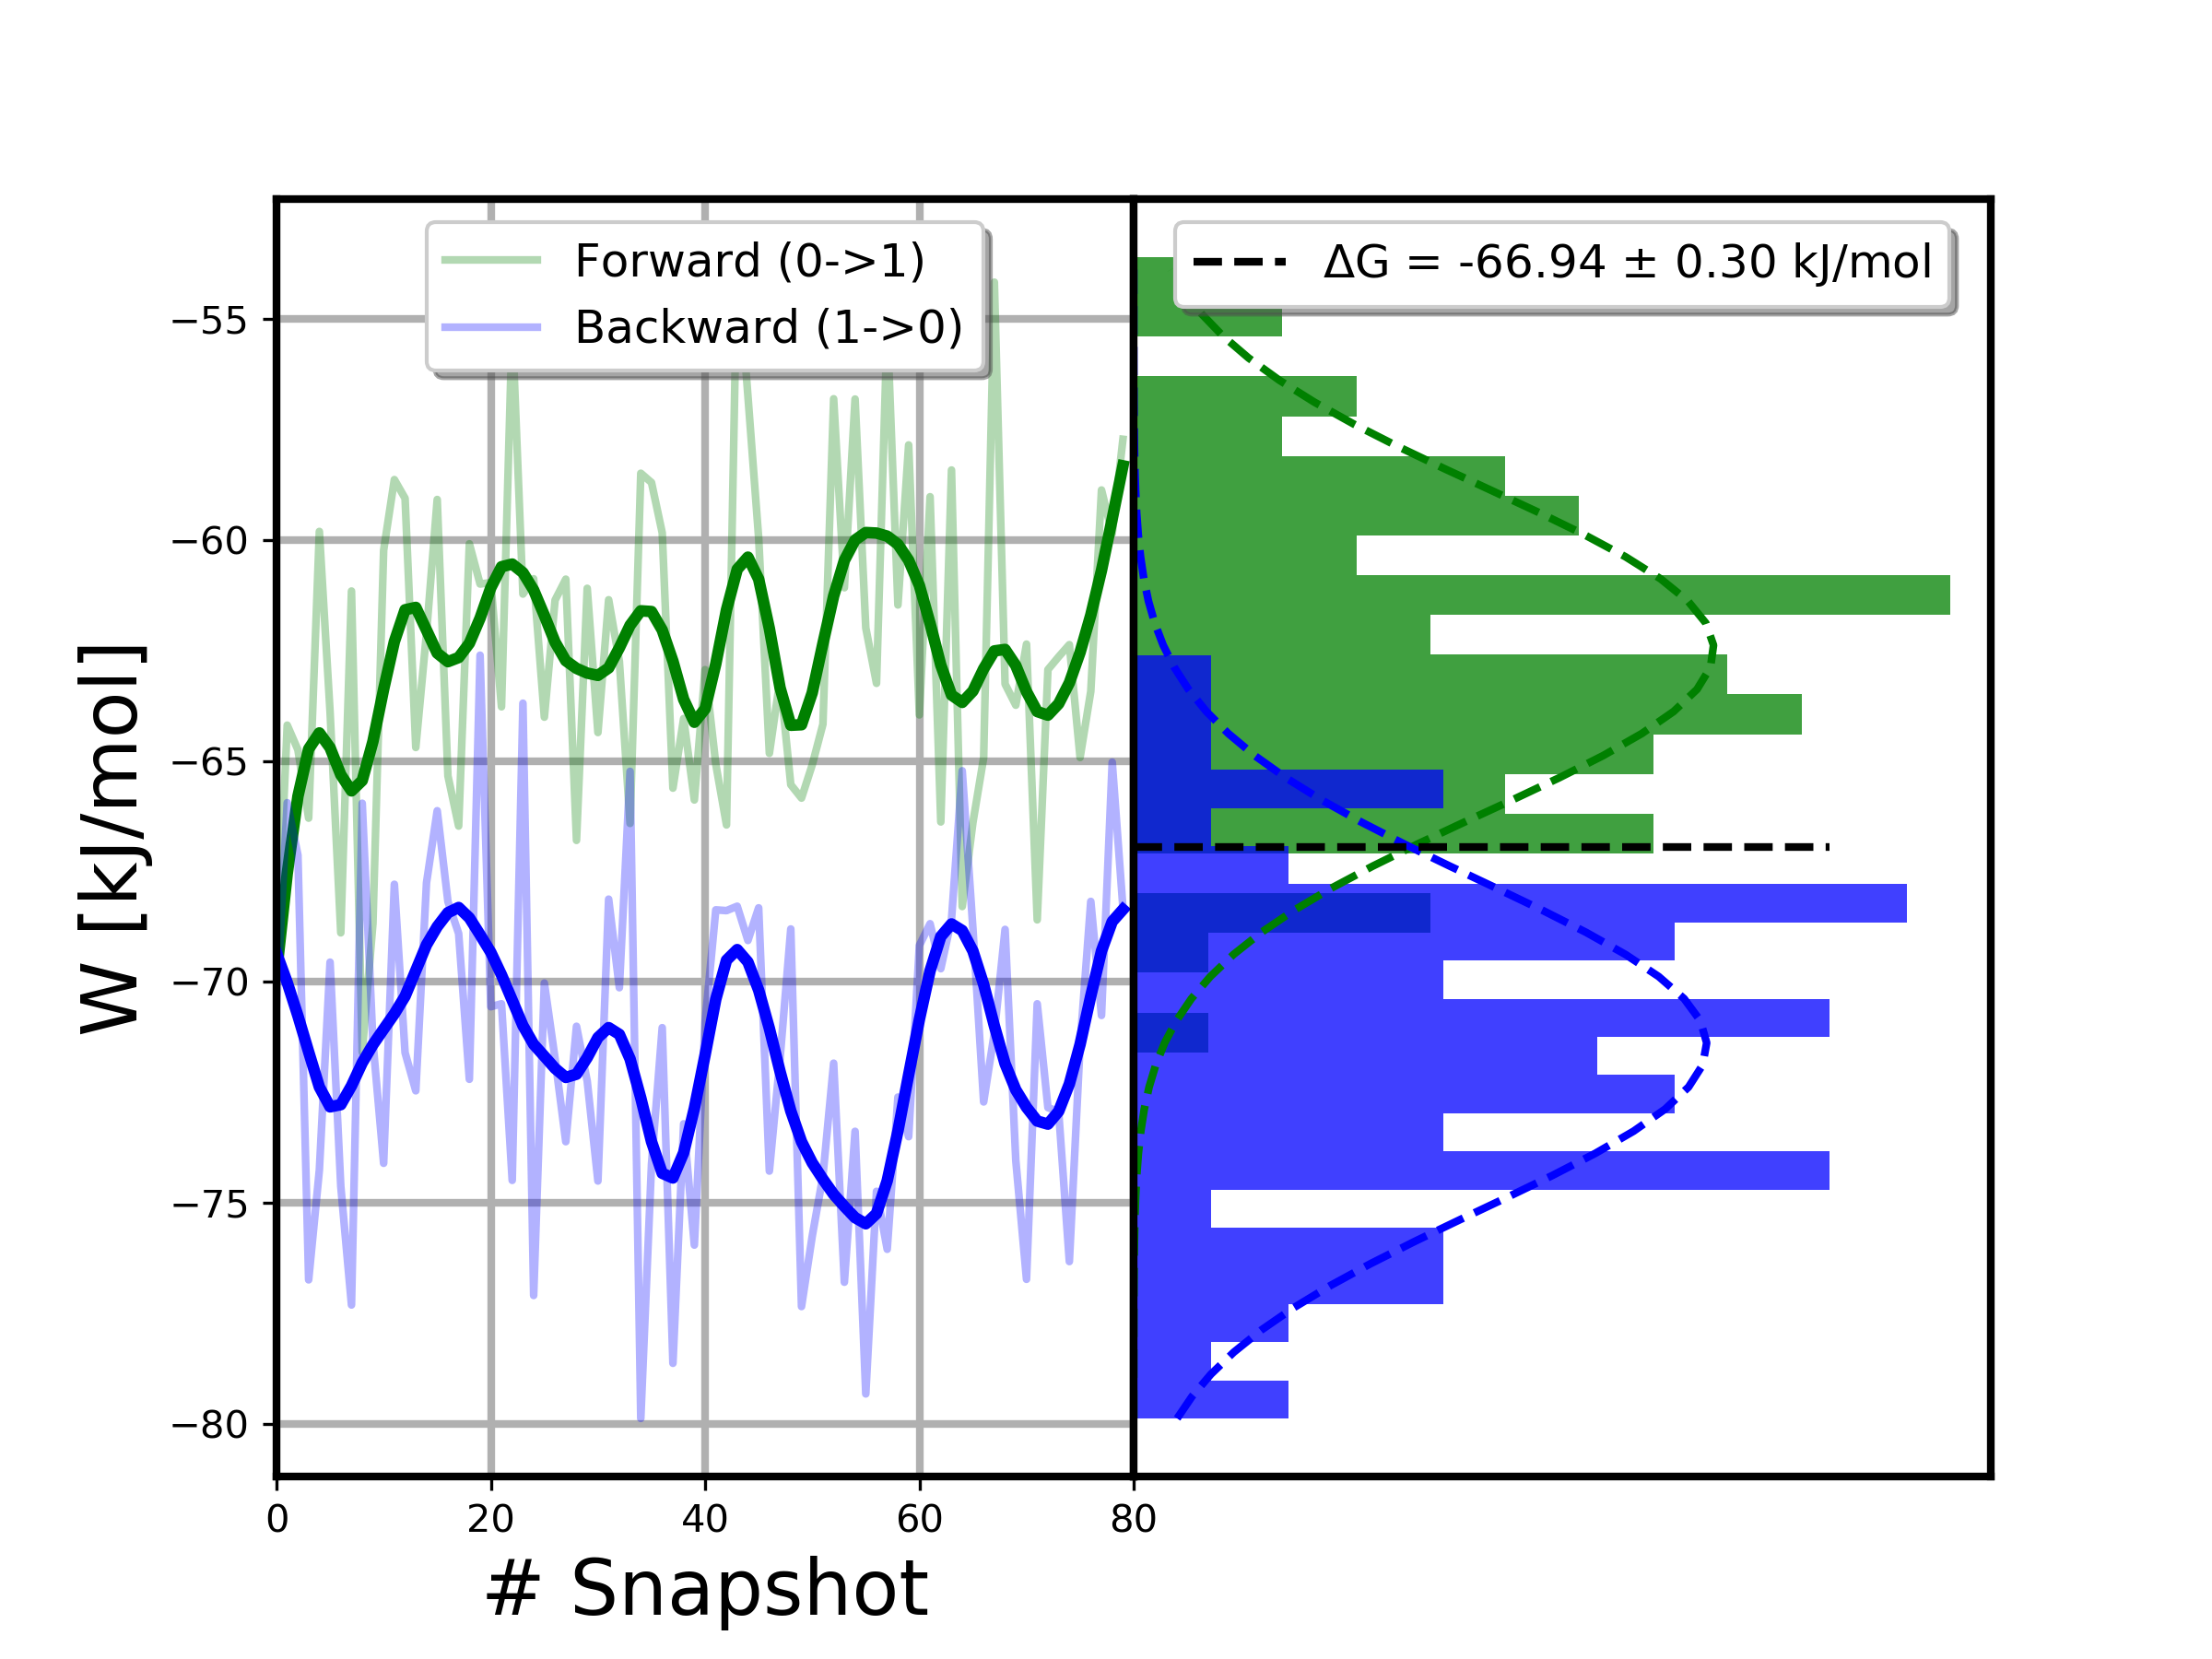 Forward (0->1)
Backward (1->0)
ΔG = -66.94 ± 0.30 kJ/mol
W [kJ/mol]
−55
−60
−65
−70
−75
−80
0 20 40 60 80
# Snapshot